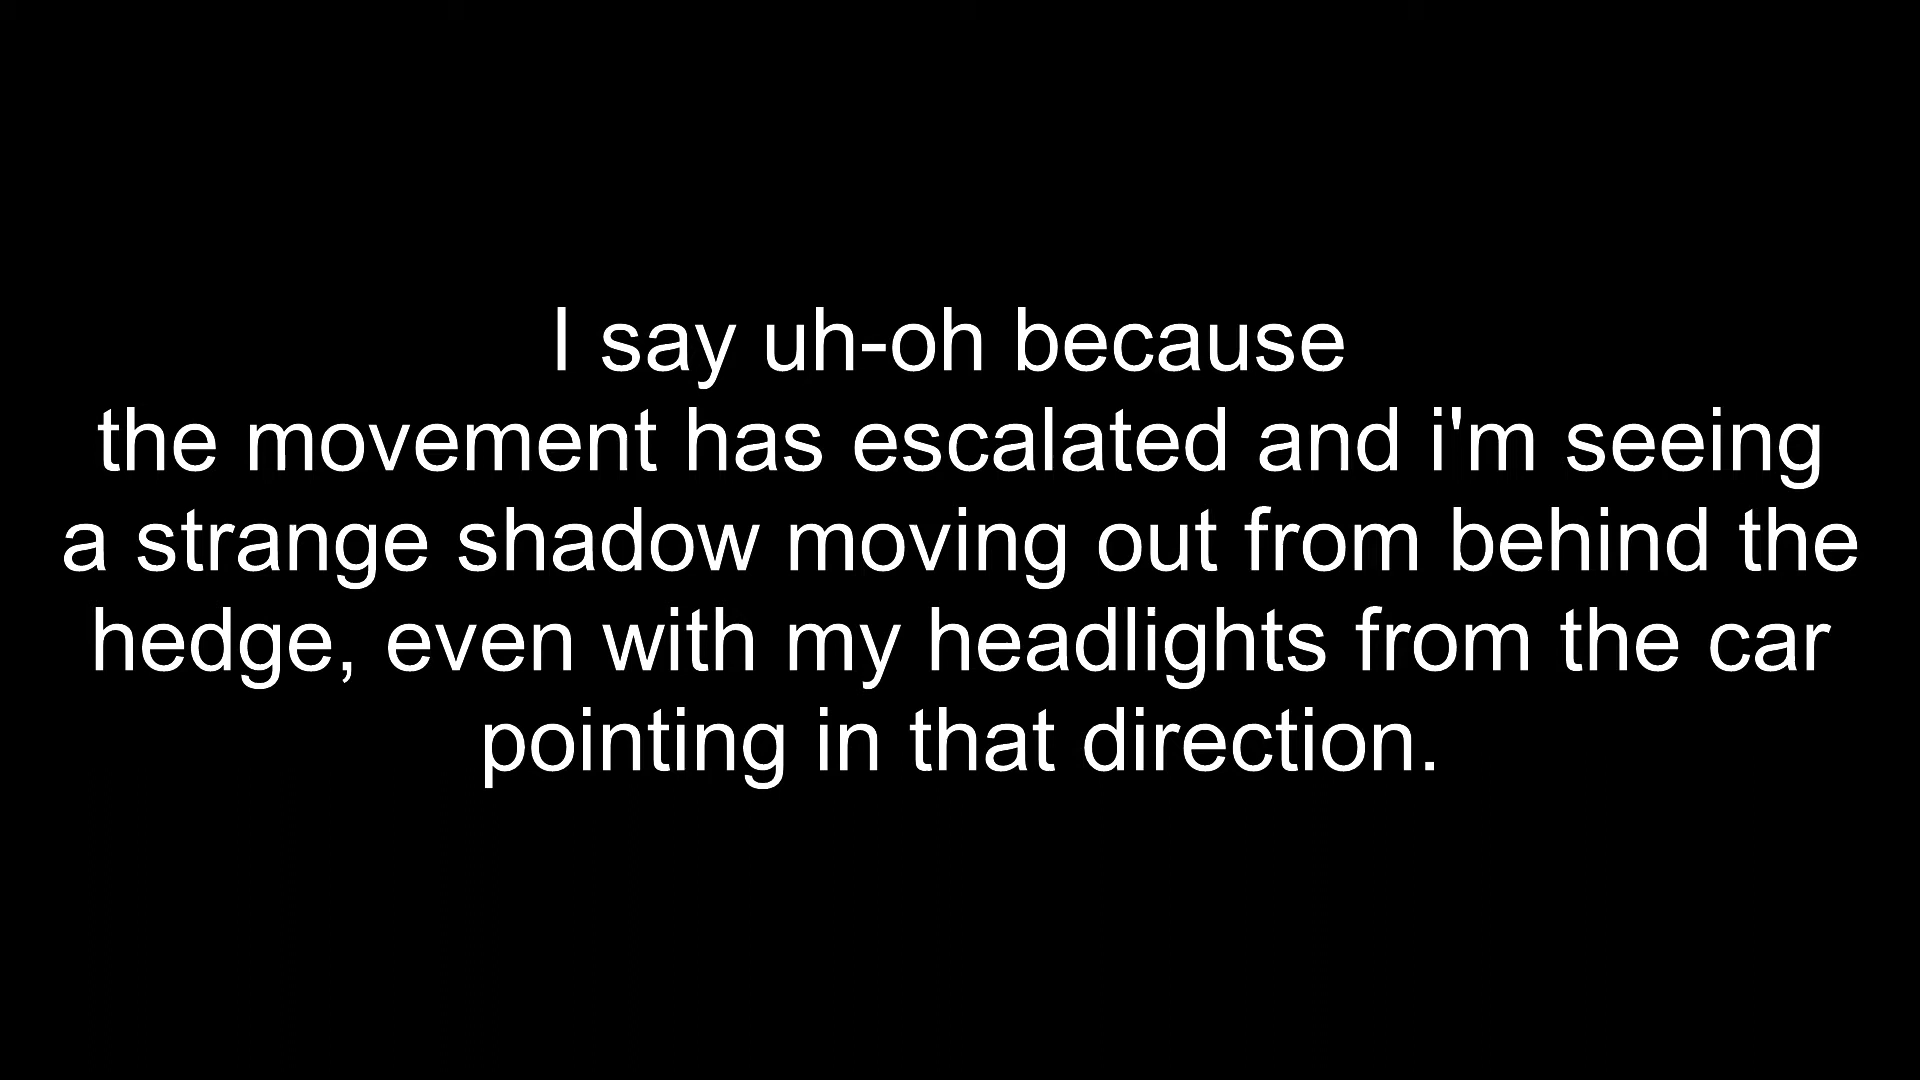 I say uh-oh because
the movement has escalated and i'm seeing
a strange shadow moving out from behind the
hedge, even with my headlights from the car
pointing in that direction.